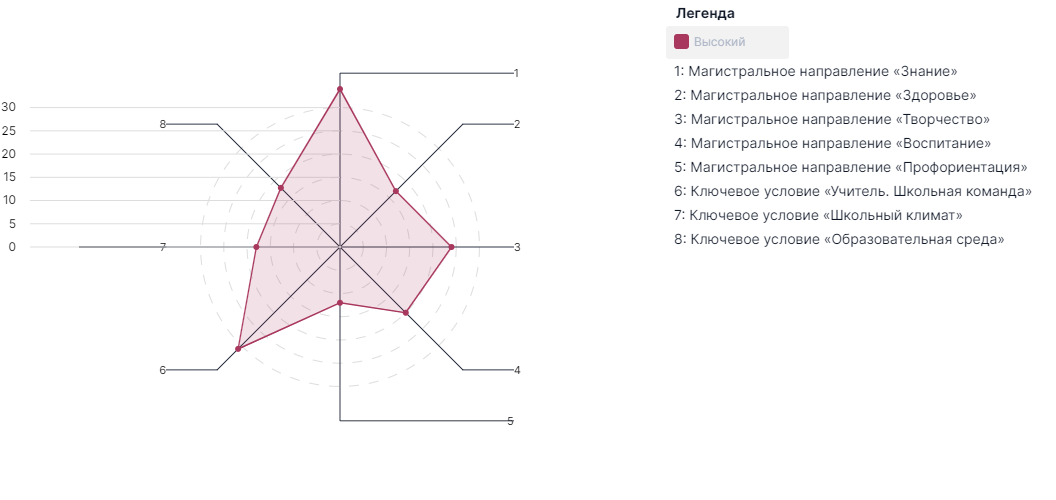 Легенда
Высокий
1: Магистральное направление «Знание»
2: Магистральное направление «Здоровье»
3: Магистральное направление «Творчество»
4: Магистральное направление «Воспитание»
5: Магистральное направление «Профориентация»
6: Ключевое условие «Учитель. Школьная команда»
7: Ключевое условие «Школьный климат»
8: Ключевое условие «Образовательная среда»
1
30
8
2
25
20
15
10
5
0
7
3
6
4
5